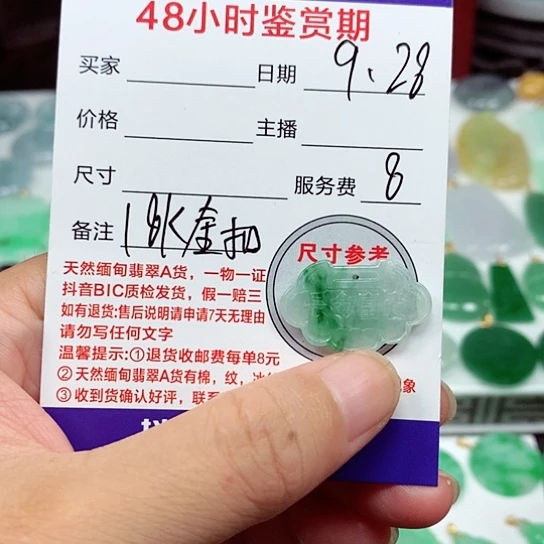 48小时鉴赏期
买家 日期 9、28
价格 主播
尺寸 服务费 8
备注 18K金扣
尺寸参考
天然缅甸翡翠A货，一物一证
抖音BIC质检发货，假一赔三
如有退货:售后说明请申请7天无理由
请勿写任何文字
温馨提示:①退货收邮费每单8元
②天然缅甸翡翠A货有棉，纹，冰 象
③收到货确认好评，联系